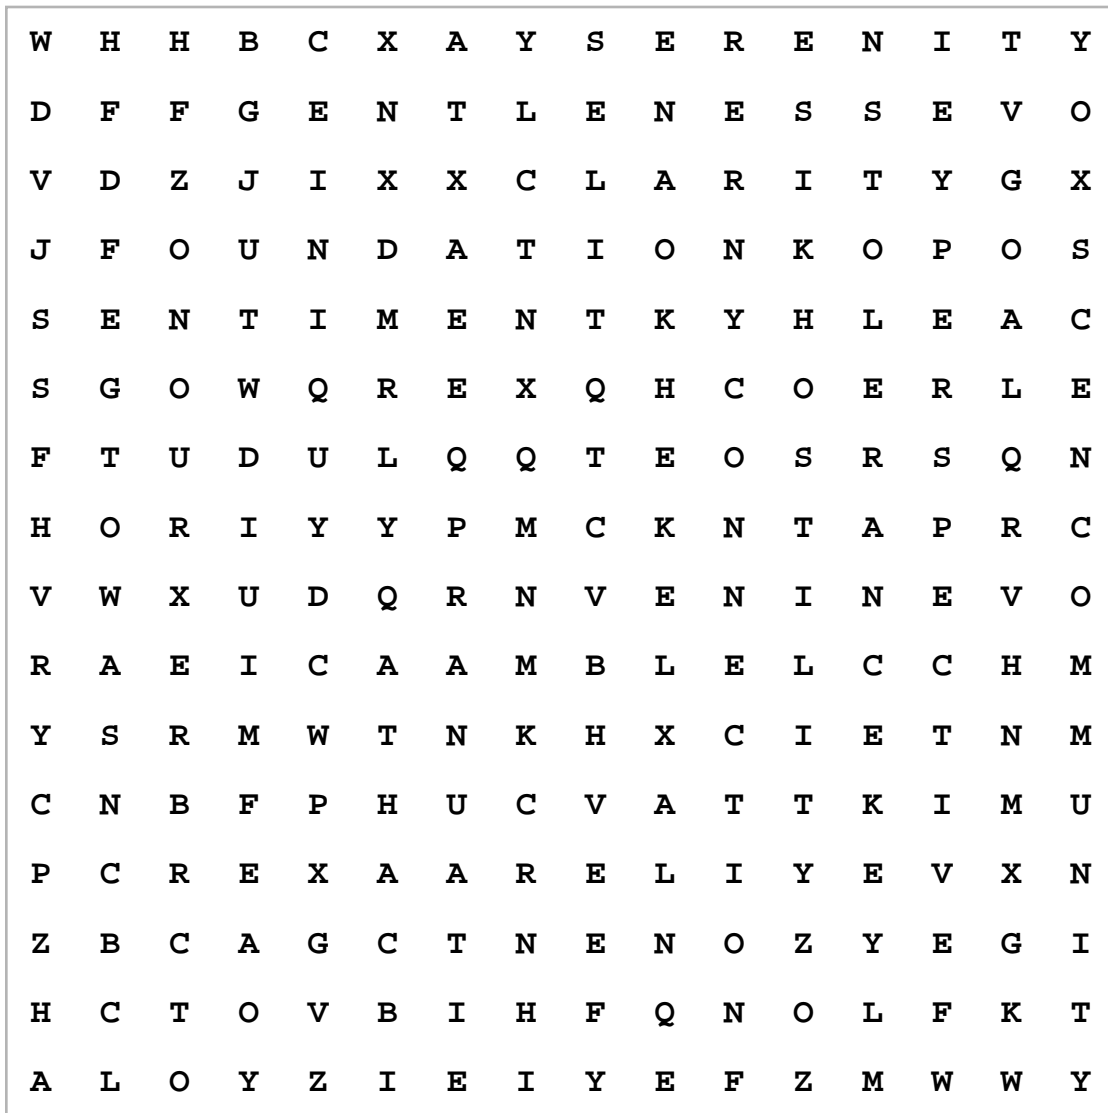 W H H B C X A Y S E R E N I T Y
D F F G E N T L E N E S S E V O
V D Z J I X X C L A R I T Y G X
J F O U N D A T I O N K O P O S
S E N T I M E N T K Y H L E A C
S G O W Q R E X Q H C O E R L E
F T U D U L Q Q T E O S R S Q N
H O R I Y Y P M C K N T A P R C
V W X U D Q R N V E N I N E V O
R A E I C A A M B L E L C C H M
Y S R M W T N K H X C I E T N M
C N B F P H U C V A T T K I M U
P C R E X A A R E L I Y E V X N
Z B C A G C T N E N O Z Y E G I
H C T O V B I H F Q N O L F K T
A L O Y Z I E I Y E F Z M W W Y